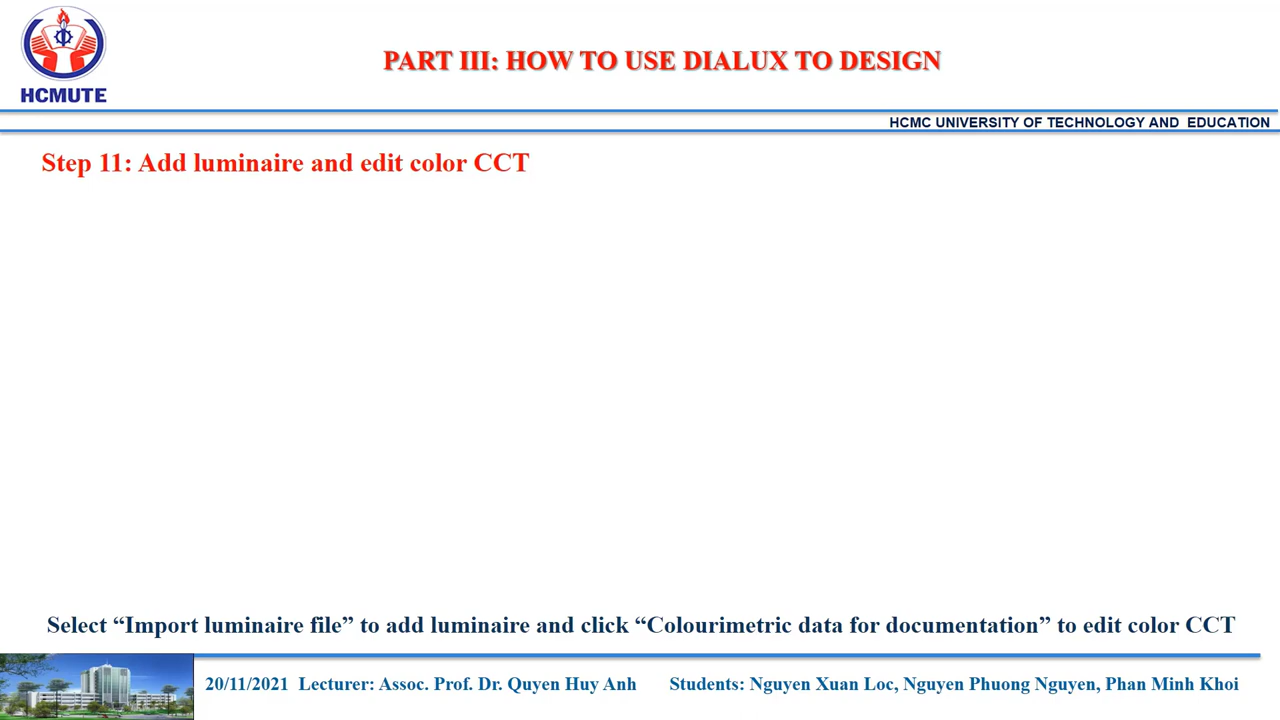 HCMUTE
PART III: HOW TO USE DIALUX TO DESIGN
HCMC UNIVERSITY OF TECHNOLOGY AND EDUCATION
Step 11: Add luminaire and edit color CCT
Select “Import luminaire file” to add luminaire and click “Colourimetric data for documentation” to edit color CCT
20/11/2021 Lecturer: Assoc. Prof. Dr. Quyen Huy Anh Students: Nguyen Xuan Loc, Nguyen Phuong Nguyen, Phan Minh Khoi